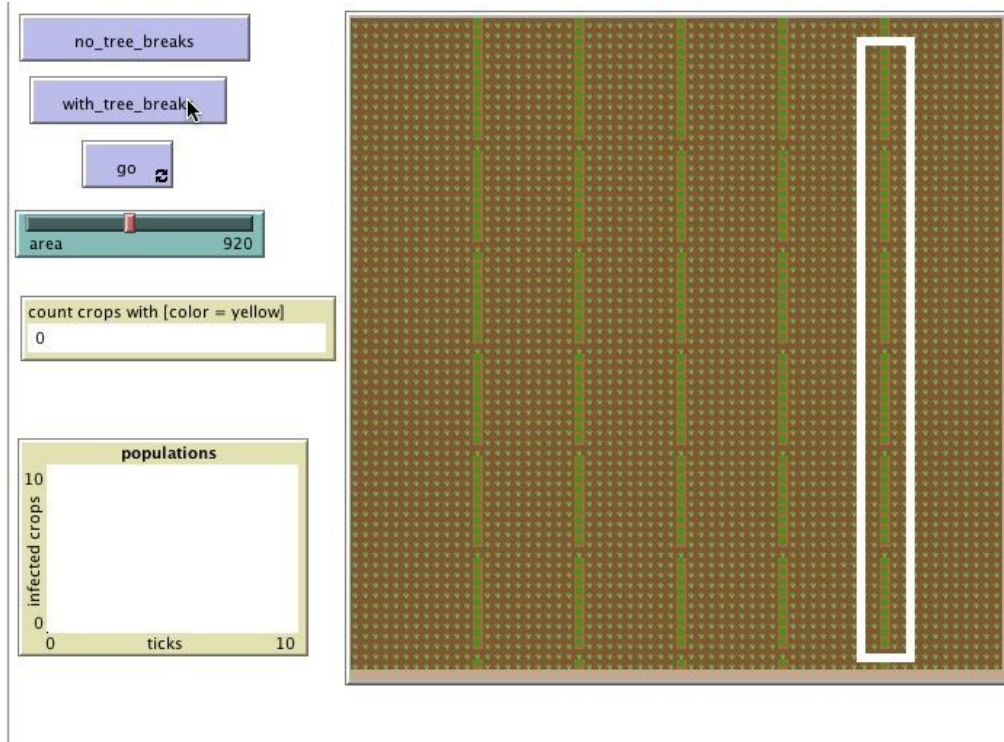 no_tree_breaks
with_tree_break
go
area 920
count crops with [color = yellow]
0
populations
10
infected crops
0
0 ticks 10